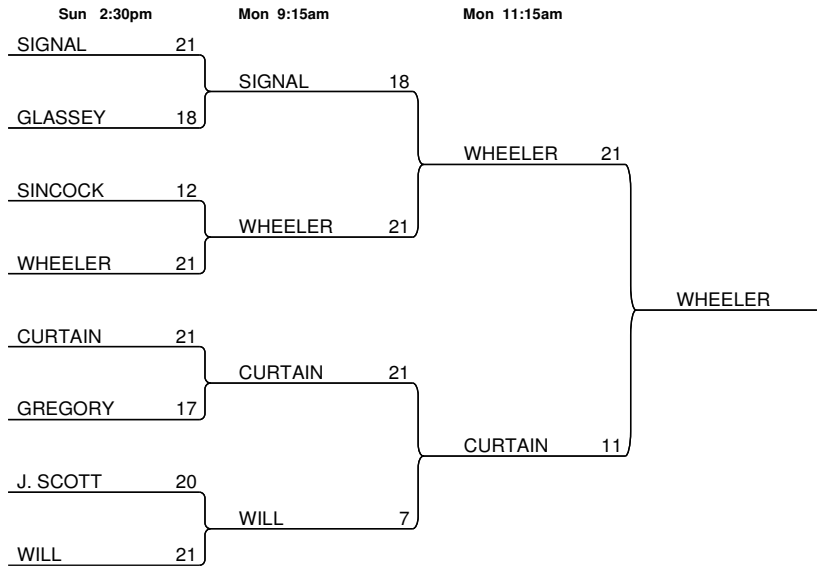 Sun 2:30pm Mon 9:15am Mon 11:15am
SIGNAL 21
SIGNAL 18
GLASSEY 18
WHEELER 21
SINCOCK 12
WHEELER 21
WHEELER 21
WHEELER
CURTAIN 21
CURTAIN 21
GREGORY 17
CURTAIN 11
J. SCOTT 20
WILL 7
WILL 21